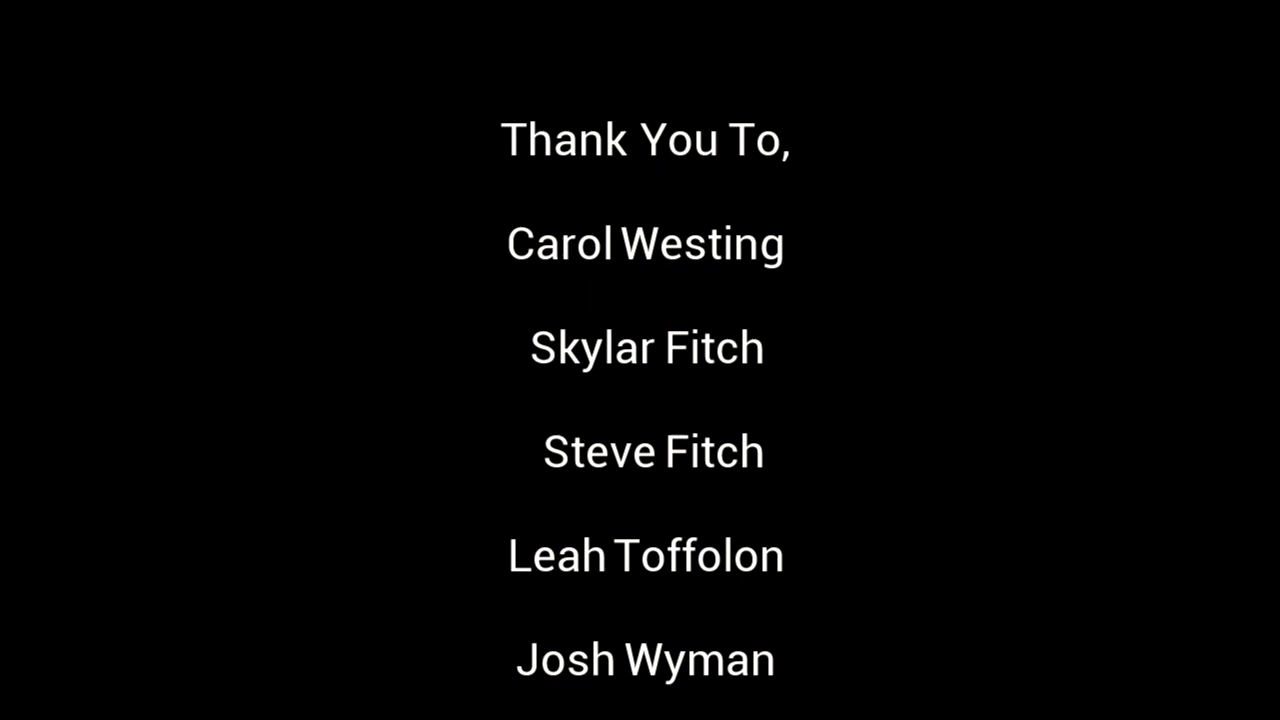 Thank You To,
Carol Westing
Skylar Fitch
Steve Fitch
Leah Toffolon
Josh Wyman